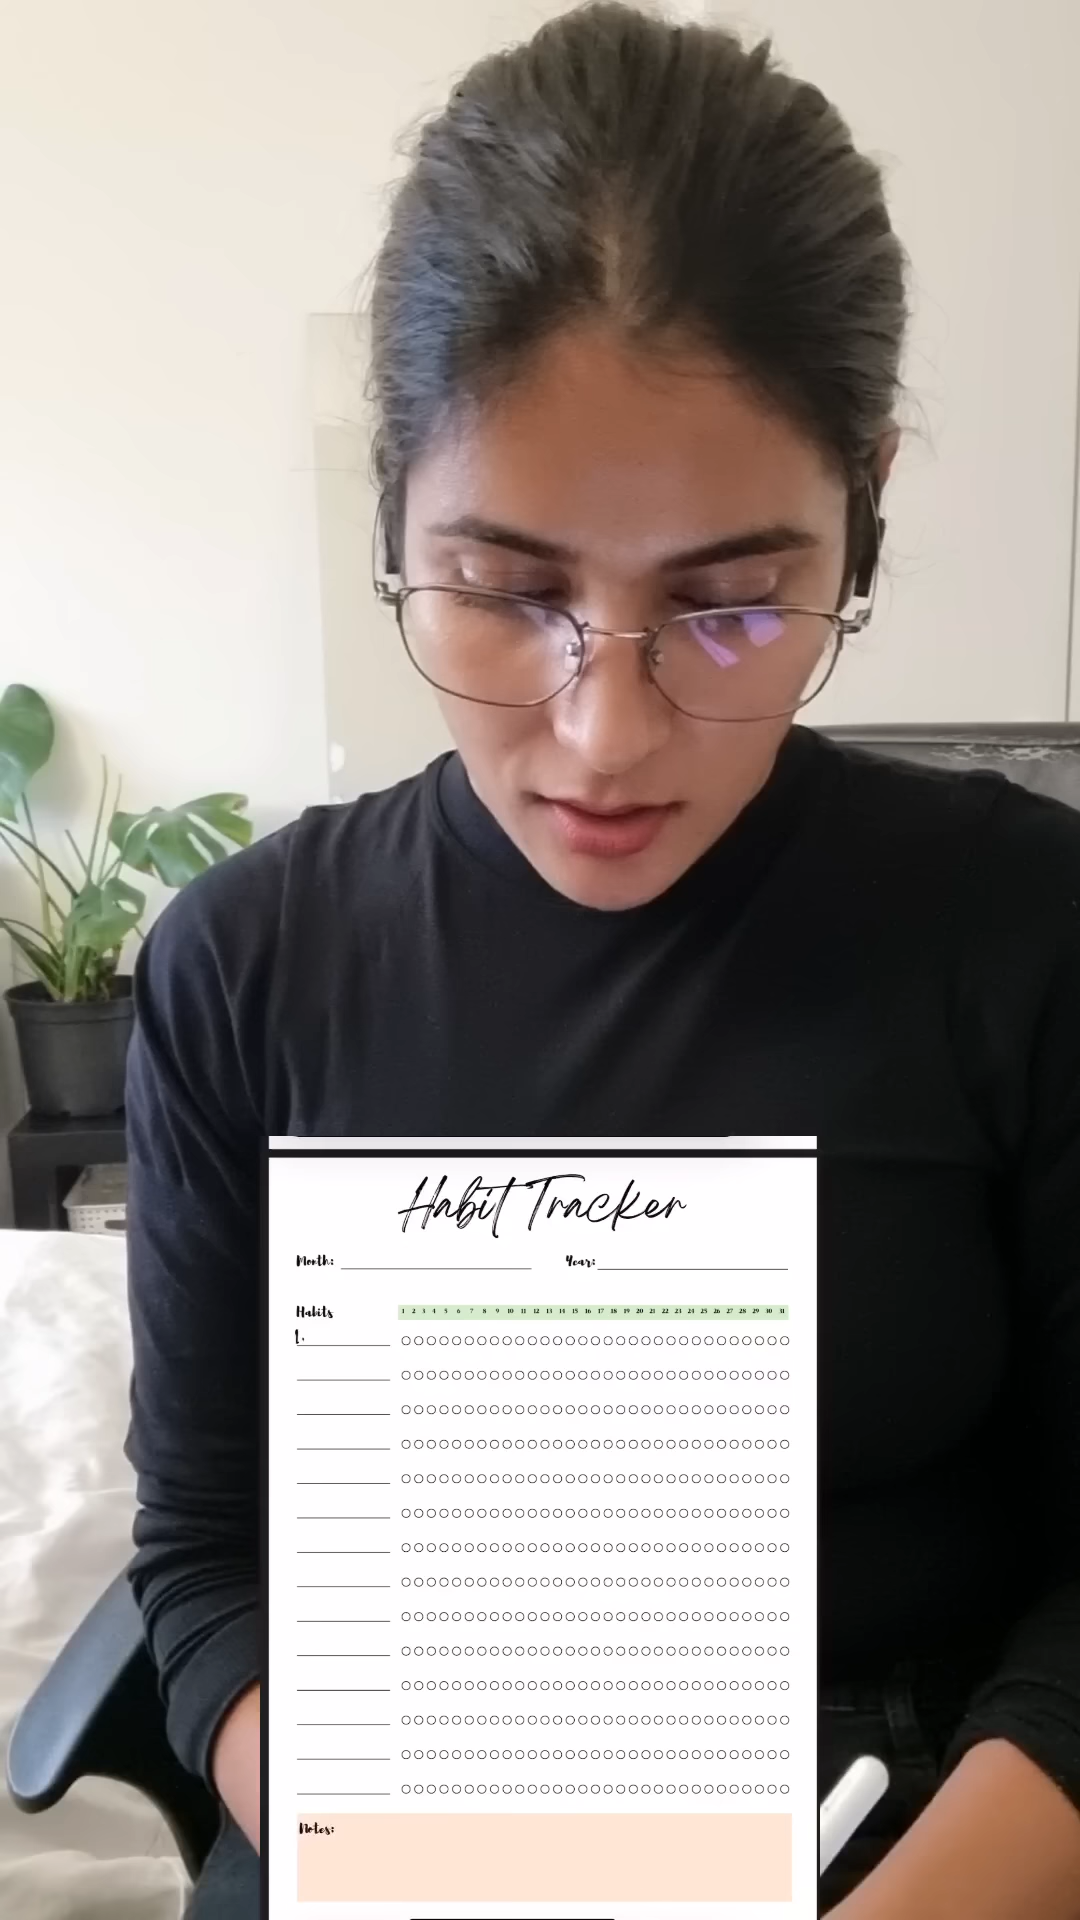 Habit Tracker
Month: Year:
Habits 1 2 3 4 5 6 7 8 9 10 11 12 13 14 15 16 17 18 19 20 21 22 23 24 25 26 27 28 29 30 31
1.
Notes: